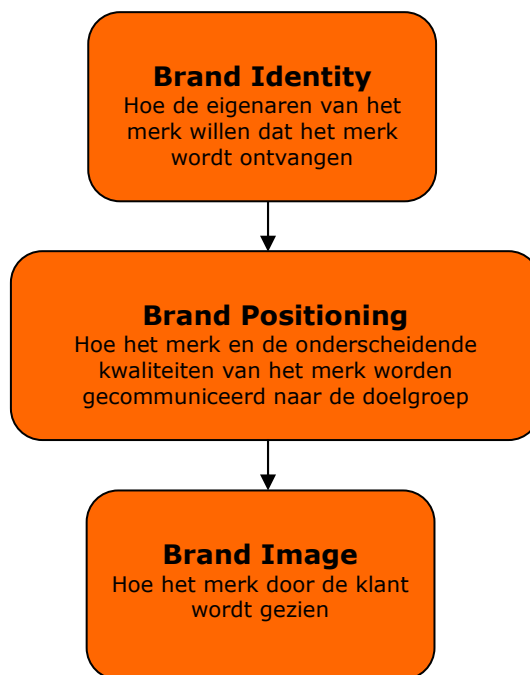 Brand Identity
Hoe de eigenaren van het
merk willen dat het merk
wordt ontvangen
Brand Positioning
Hoe het merk en de onderscheidende
kwaliteiten van het merk worden
gecommuniceerd naar de doelgroep
Brand Image
Hoe het merk door de klant
wordt gezien